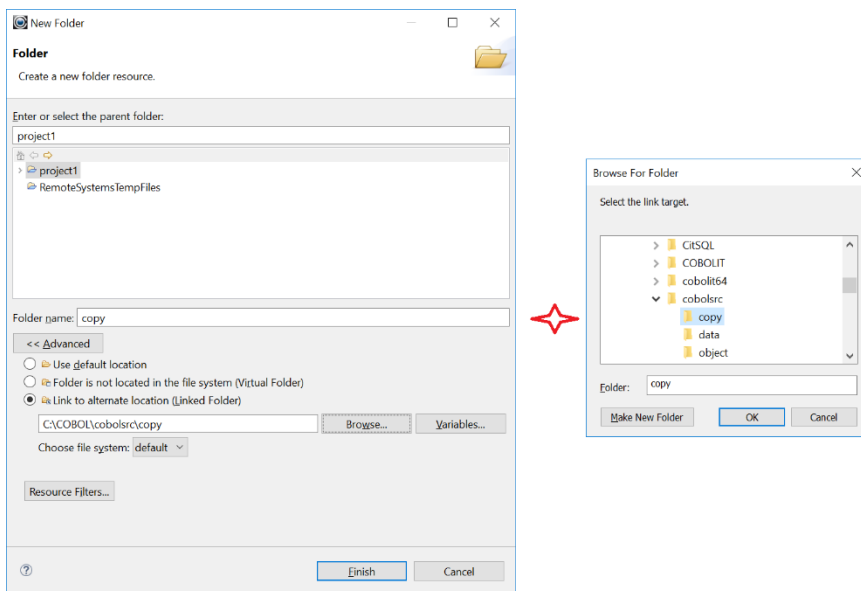 New Folder
Folder
Create a new folder resource.
Enter or select the parent folder:
project1
project1
RemoteSystemsTempFiles
Folder name: copy
<< Advanced
Use default location
Folder is not located in the file system (Virtual Folder)
Link to alternate location (Linked Folder)
C:\COBOL\cobolsrc\copy Browse... Variables...
Choose file system: default
Resource Filters...
? Finish Cancel
Browse For Folder
Select the link target.
CitSQL
COBOLIT
cobolit64
cobolsrc
copy
data
object
Folder: copy
Make New Folder OK Cancel